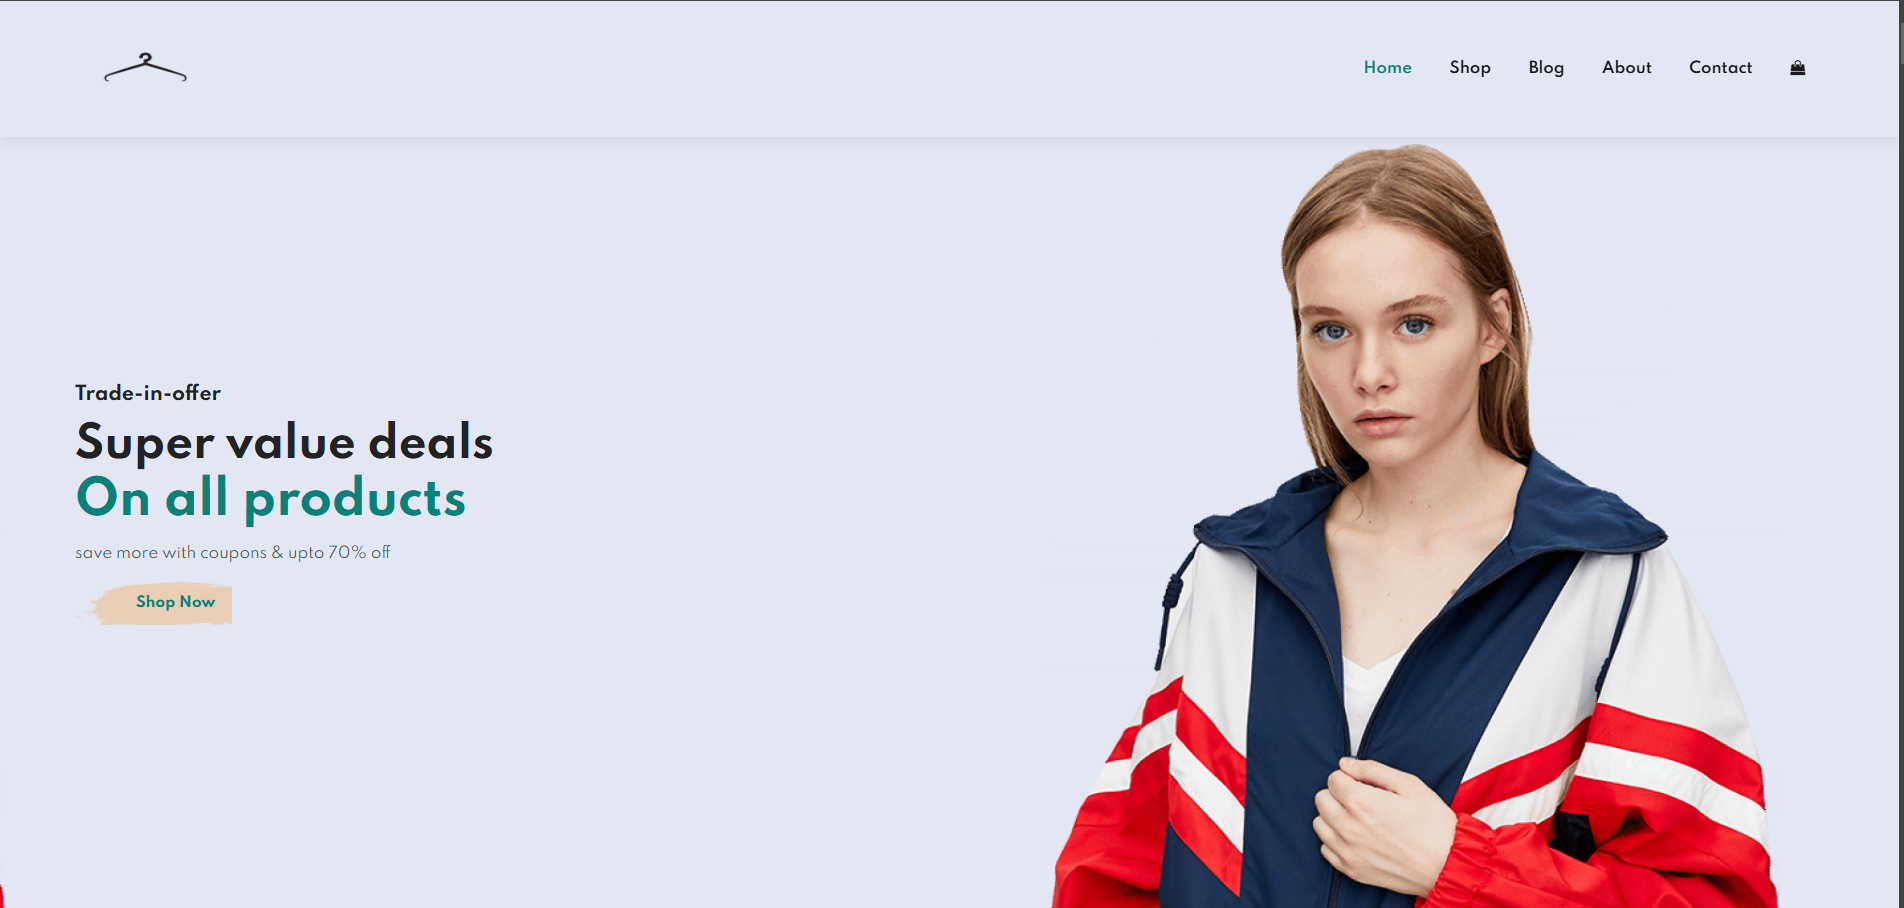 Home Shop Blog About Contact
Trade-in-offer
Super value deals
On all products
save more with coupons & upto 70% off
Shop Now